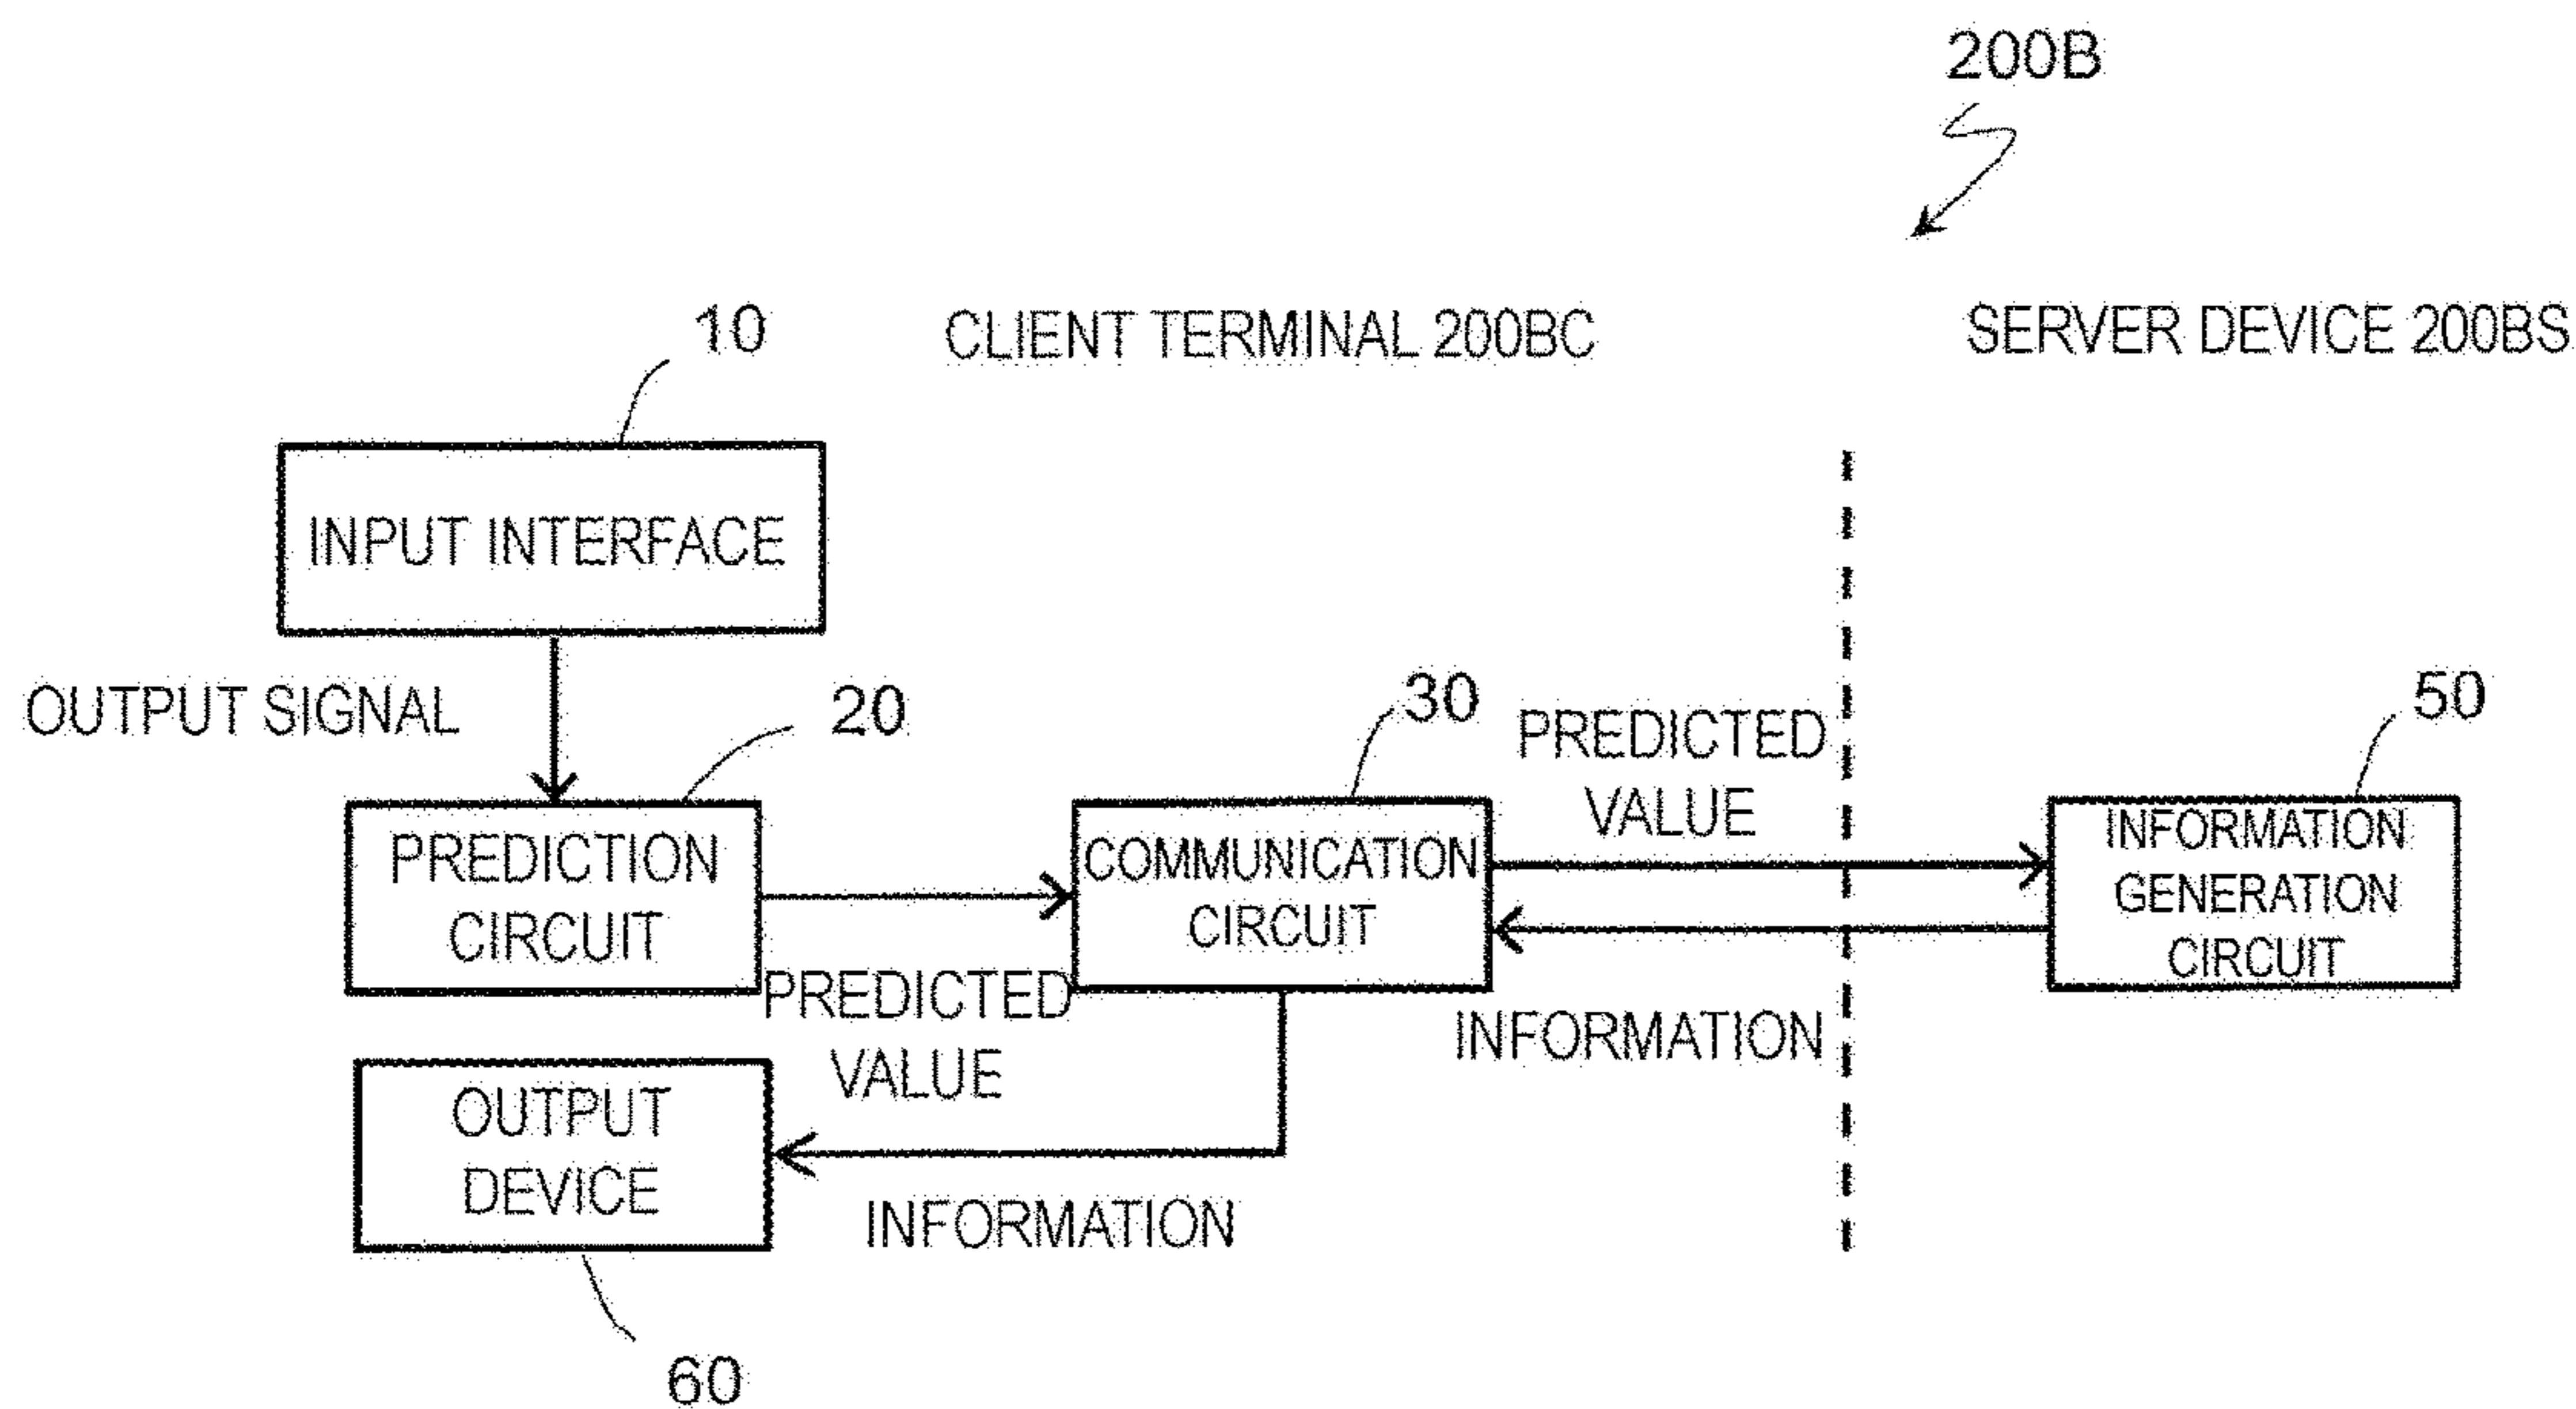 200B
CLIENT TERMINAL 200BC
SERVER DEVICE 200BS
10
INPUT INTERFACE
OUTPUT SIGNAL
20
PREDICTION
CIRCUIT
PREDICTED
VALUE
30
COMMUNICATION
CIRCUIT
PREDICTED
VALUE
50
INFORMATION
GENERATION
CIRCUIT
INFORMATION
OUTPUT
DEVICE
INFORMATION
60